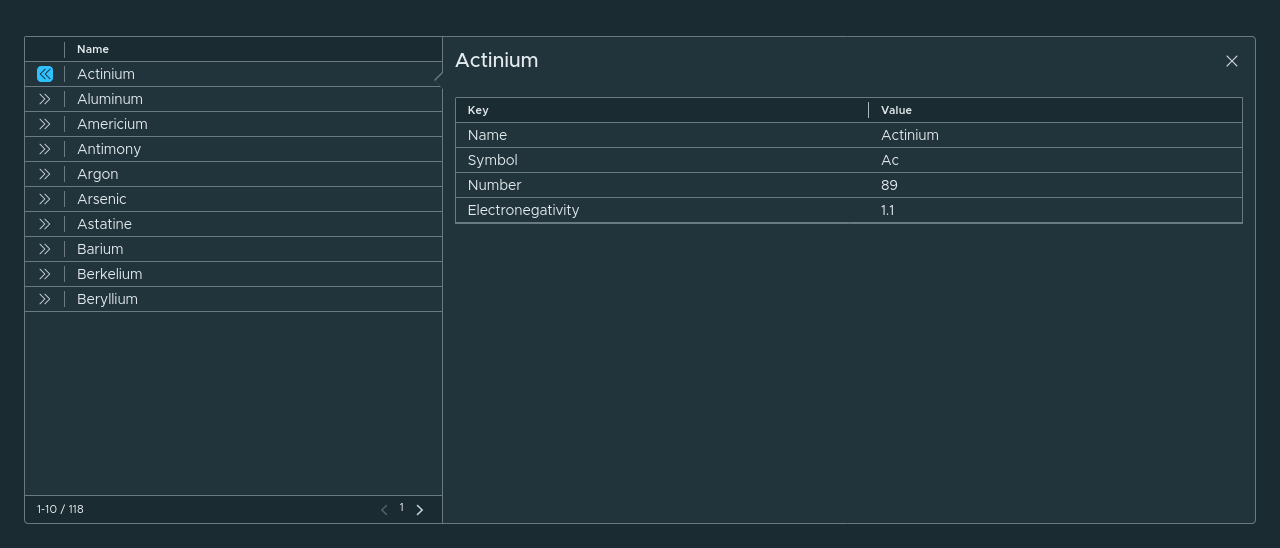 Name
Actinium
Aluminum
Americium
Antimony
Argon
Arsenic
Astatine
Barium
Berkelium
Beryllium
1-10 / 118
1
Actinium
Key Value
Name Actinium
Symbol Ac
Number 89
Electronegativity 1.1